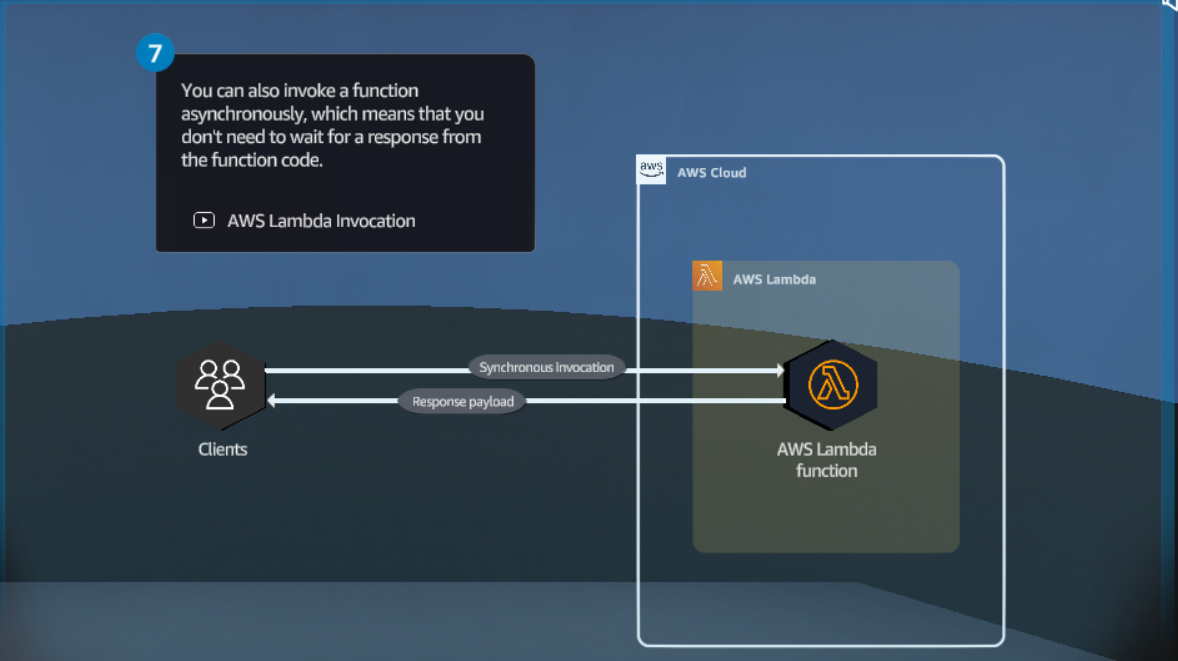 7
You can also invoke a function
asynchronously, which means that you
don't need to wait for a response from
the function code.
AWS Lambda Invocation
aws
AWS Cloud
AWS Lambda
Synchronous invocation
Response payload
Clients
AWS Lambda
function